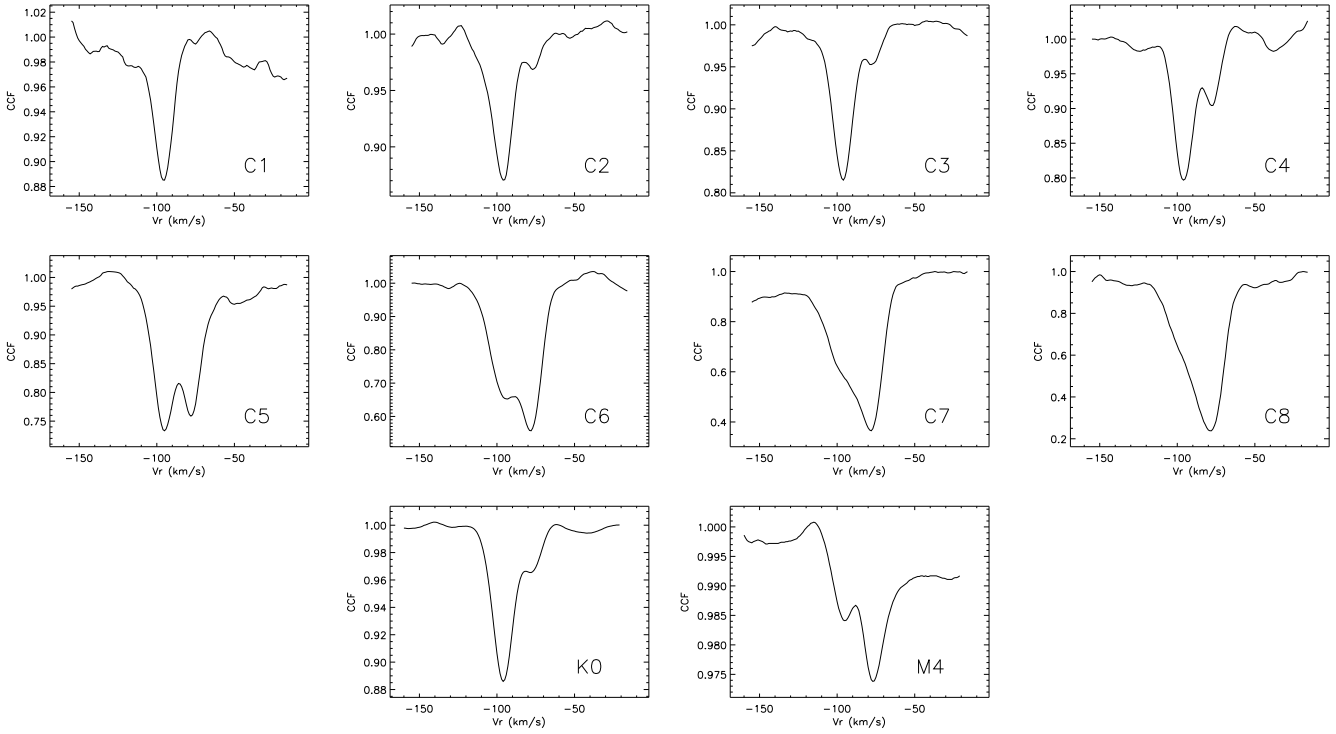 1.02
1.00
0.98
0.96
0.94
0.92
0.90
0.88
CCF
C1
-150 -100 -50
Vr (km/s)
1.00
0.95
0.90
CCF
C2
-150 -100 -50
Vr (km/s)
1.00
0.95
0.90
0.85
0.80
CCF
C3
-150 -100 -50
Vr (km/s)
1.00
0.95
0.90
0.85
0.80
CCF
C4
-150 -100 -50
Vr (km/s)
1.00
0.95
0.90
0.85
0.80
0.75
CCF
C5
-150 -100 -50
Vr (km/s)
1.00
0.90
0.80
0.70
0.60
CCF
C6
-150 -100 -50
Vr (km/s)
1.0
0.8
0.6
0.4
CCF
C7
-150 -100 -50
Vr (km/s)
1.0
0.8
0.6
0.4
0.2
CCF
C8
-150 -100 -50
Vr (km/s)
1.00
0.98
0.96
0.94
0.92
0.90
0.88
CCF
K0
-150 -100 -50
Vr (km/s)
1.000
0.995
0.990
0.985
0.980
0.975
CCF
M4
-150 -100 -50
Vr (km/s)